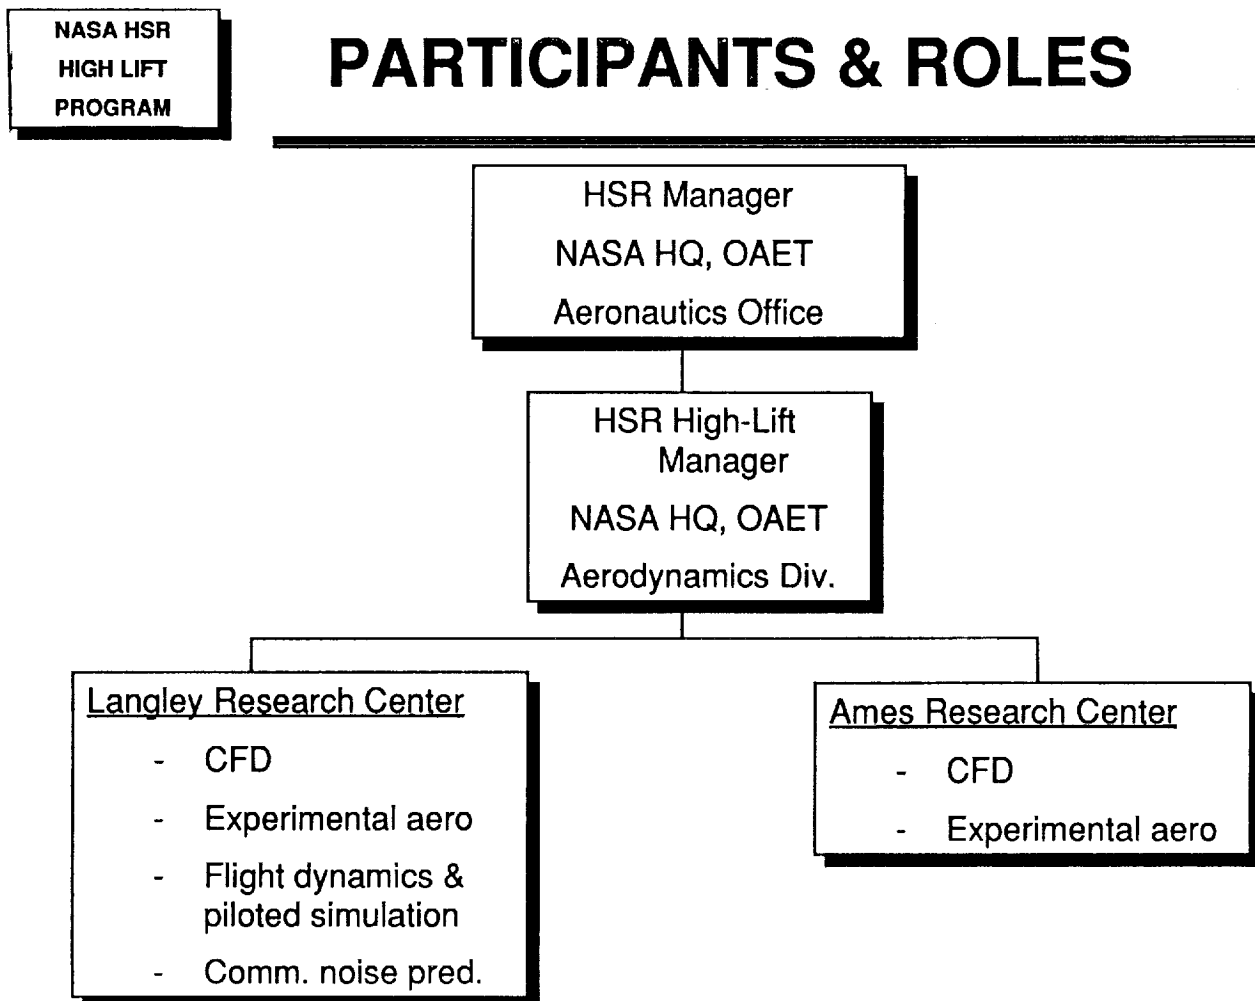 NASA HSR
HIGH LIFT
PROGRAM
PARTICIPANTS & ROLES
HSR Manager
NASA HQ, OAET
Aeronautics Office
HSR High-Lift
Manager
NASA HQ, OAET
Aerodynamics Div.
Langley Research Center
- CFD
- Experimental aero
- Flight dynamics &
piloted simulation
- Comm. noise pred.
Ames Research Center
- CFD
- Experimental aero